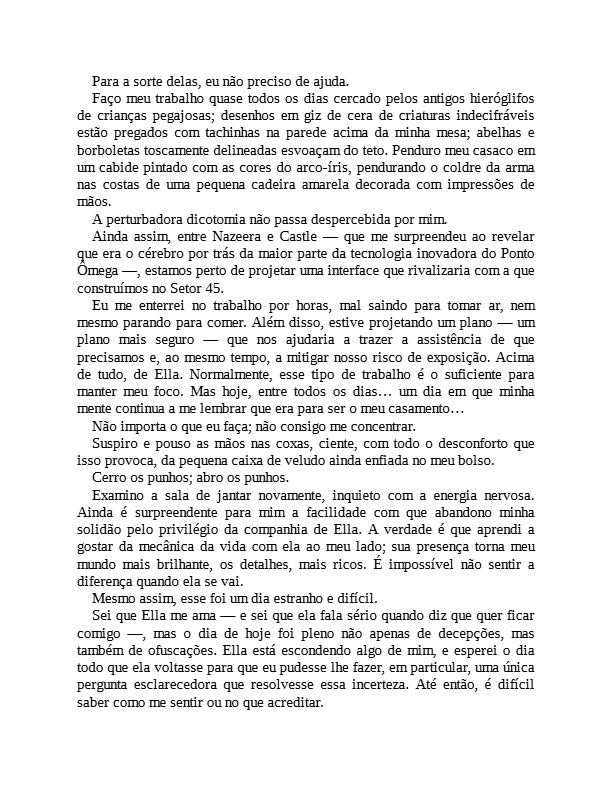 Para a sorte delas, eu não preciso de ajuda.
Faço meu trabalho quase todos os dias cercado pelos antigos hieróglifos
de crianças pegajosas; desenhos em giz de cera de criaturas indecifráveis
estão pregados com tachinhas na parede acima da minha mesa; abelhas e
borboletas toscamente delineadas esvoaçam do teto. Penduro meu casaco em
um cabide pintado com as cores do arco-íris, pendurando o coldre da arma
nas costas de uma pequena cadeira amarela decorada com impressões de
mãos.
A perturbadora dicotomia não passa despercebida por mim.
Ainda assim, entre Nazeera e Castle — que me surpreendeu ao revelar
que era o cérebro por trás da maior parte da tecnologia inovadora do Ponto
Ômega —, estamos perto de projetar uma interface que rivalizaria com a que
construímos no Setor 45.
Eu me enterrei no trabalho por horas, mal saindo para tomar ar, nem
mesmo parando para comer. Além disso, estive projetando um plano — um
plano mais seguro — que nos ajudaria a trazer a assistência de que
precisamos e, ao mesmo tempo, a mitigar nosso risco de exposição. Acima
de tudo, de Ella. Normalmente, esse tipo de trabalho é o suficiente para
manter meu foco. Mas hoje, entre todos os dias… um dia em que minha
mente continua a me lembrar que era para ser o meu casamento…
Não importa o que eu faça; não consigo me concentrar.
Suspiro e pouso as mãos nas coxas, ciente, com todo o desconforto que
isso provoca, da pequena caixa de veludo ainda enfiada no meu bolso.
Cerro os punhos; abro os punhos.
Examino a sala de jantar novamente, inquieto com a energia nervosa.
Ainda é surpreendente para mim a facilidade com que abandono minha
solidão pelo privilégio da companhia de Ella. A verdade é que aprendi a
gostar da mecânica da vida com ela ao meu lado; sua presença torna meu
mundo mais brilhante, os detalhes, mais ricos. É impossível não sentir a
diferença quando ela se vai.
Mesmo assim, esse foi um dia estranho e difícil.
Sei que Ella me ama — e sei que ela fala sério quando diz que quer ficar
comigo —, mas o dia de hoje foi pleno não apenas de decepções, mas
também de ofuscações. Ella está escondendo algo de mim, e esperei o dia
todo que ela voltasse para que eu pudesse lhe fazer, em particular, uma única
pergunta esclarecedora que resolvesse essa incerteza. Até então, é difícil
saber como me sentir ou no que acreditar.